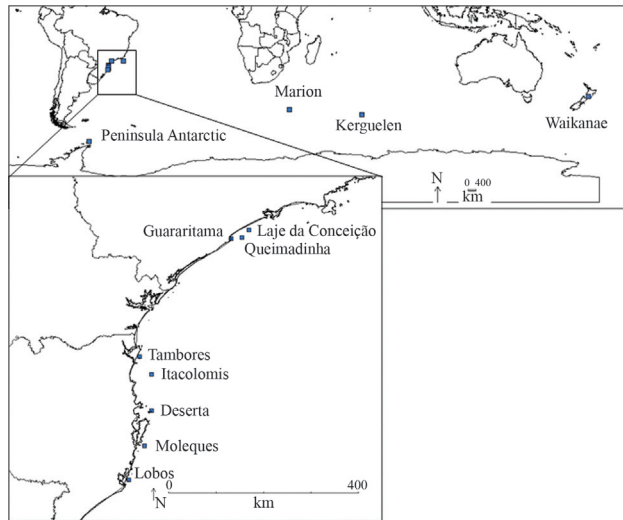 Marion
Kerguelen
Waikanae
Peninsula Antarctic
N
0 400
km
Guararitama
Laje da Conceição
Queimadinha
Tambores
Itacolomis
Deserta
Moleques
Lobos
N
0
400
km